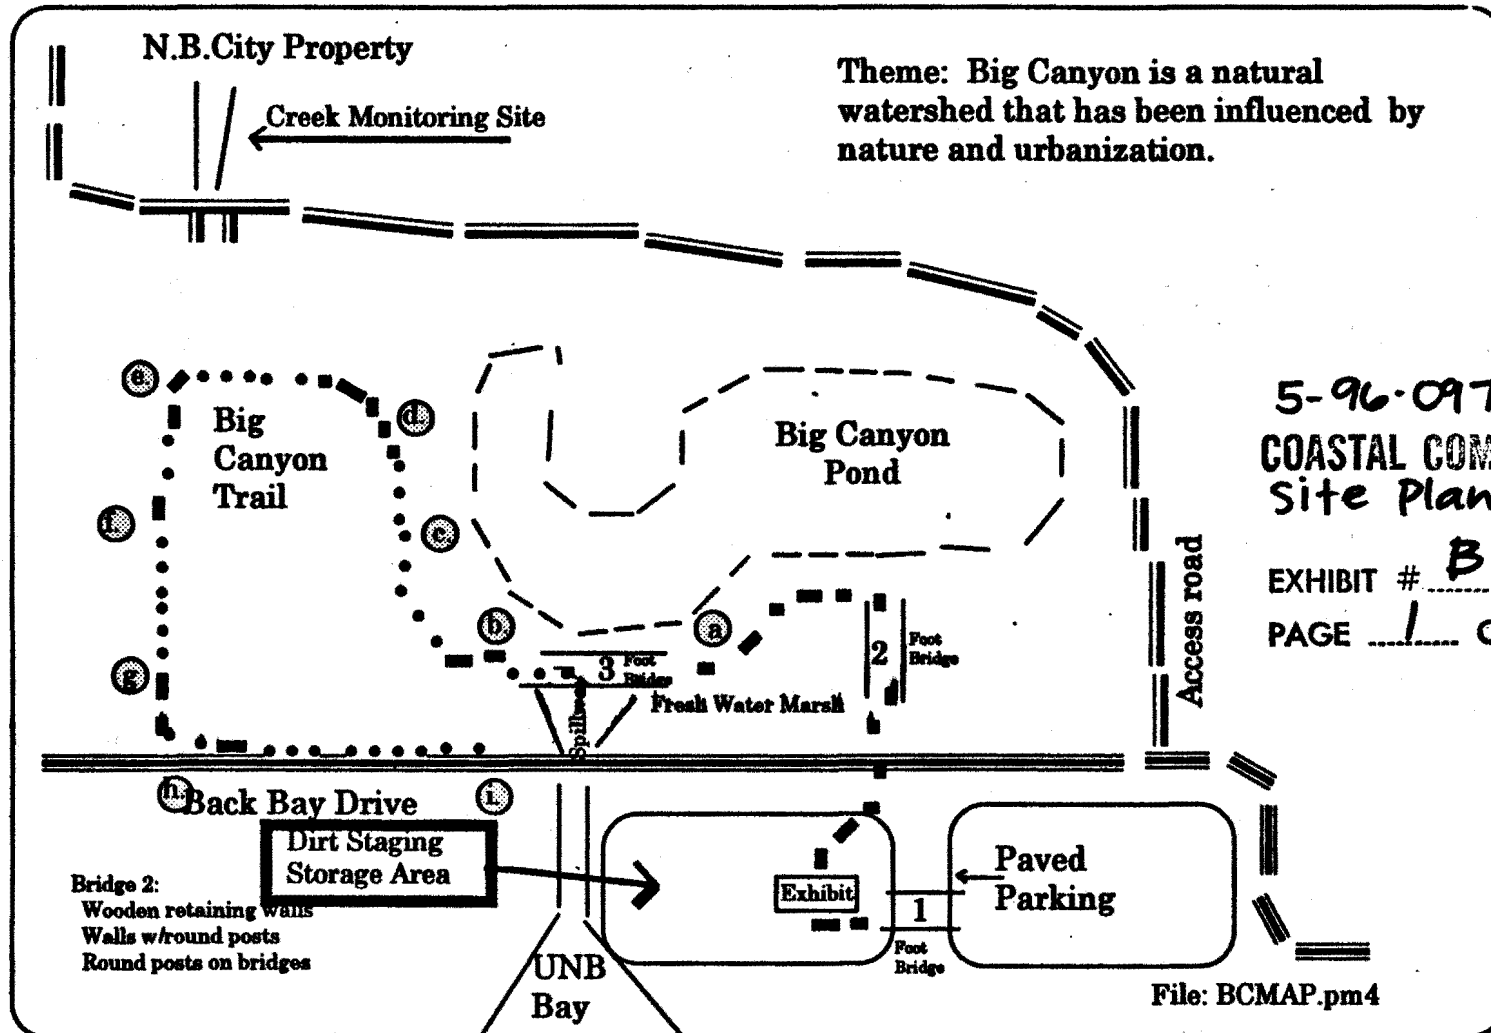 N.B.City Property
Creek Monitoring Site
Theme: Big Canyon is a natural
watershed that has been influenced by
nature and urbanization.
e.
d.
Big
Canyon
Trail
Big Canyon
Pond
5-96-097
COASTAL COM
Site Plan
EXHIBIT # B
PAGE 1
f.
c.
Access road
b.
a
g
3
Foot
Bridge
2
Foot
Bridge
Fresh Water Marsh
Spillway
h.
Back Bay Drive
i.
Dirt Staging
Storage Area
Bridge 2:
Wooden retaining walls
Walls w/round posts
Round posts on bridges
Exhibit
1
Foot
Bridge
Paved
Parking
UNB
Bay
File: BCMAP.pm4